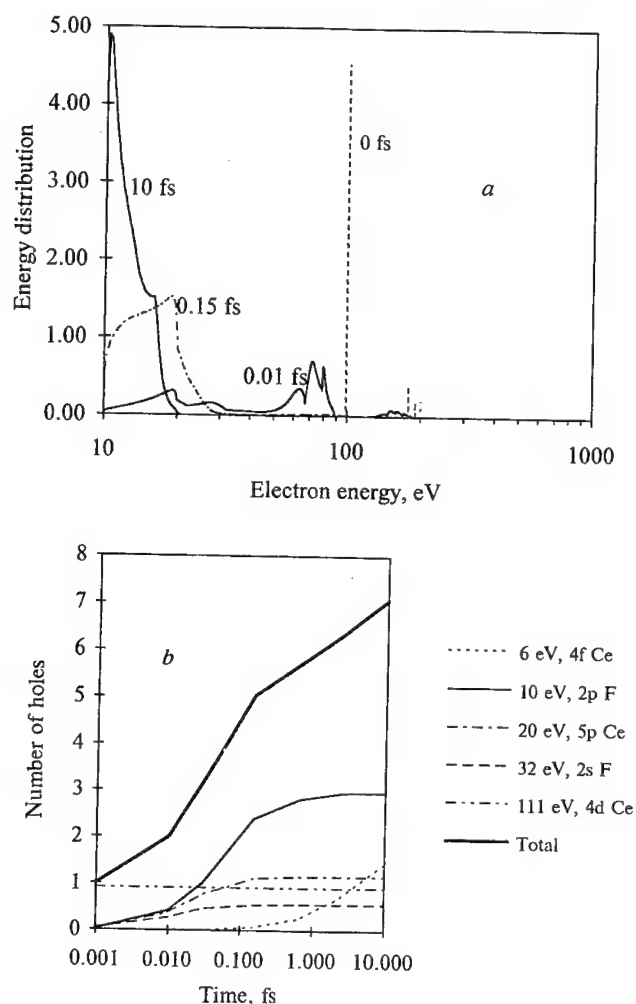 5.00
4.00
3.00
2.00
1.00
0.00
Energy distribution
10 fs
0.15 fs
0.01 fs
0 fs
a
10
100
1000
Electron energy, eV
8
7
6
5
4
3
2
1
0
Number of holes
b
0.001
0.010
0.100
1.000
10.000
Time, fs
6 eV, 4f Ce
10 eV, 2p F
20 eV, 5p Ce
32 eV, 2s F
111 eV, 4d Ce
Total